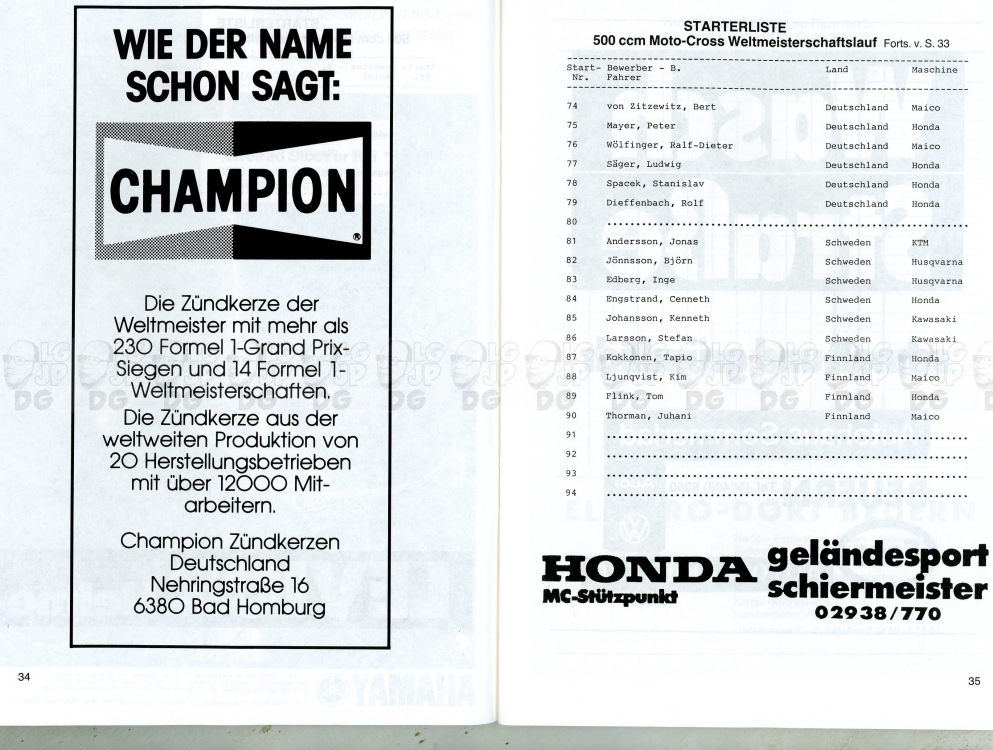 WIE DER NAME
SCHON SAGT:
CHAMPION
®
Die Zündkerze der
Weltmeister mit mehr als
230 Formel 1-Grand Prix-
Siegen und 14 Formel 1-
Weltmeisterschaften.
Die Zündkerze aus der
weltweiten Produktion von
20 Herstellungsbetrieben
mit über 12000 Mit-
arbeitern.
Champion Zündkerzen
Deutschland
Nehringstraße 16
6380 Bad Homburg
34
STARTERLISTE
500 ccm Moto-Cross Weltmeisterschaftslauf Forts. v. S. 33
Start- Bewerber - B. Land Maschine
Nr. Fahrer
74 von Zitzewitz, Bert Deutschland Maico
75 Mayer, Peter Deutschland Honda
76 Wölfinger, Ralf-Dieter Deutschland Maico
77 Säger, Ludwig Deutschland Honda
78 Spacek, Stanislav Deutschland Honda
79 Dieffenbach, Rolf Deutschland Honda
80
81 Andersson, Jonas Schweden KTM
82 Jönnsson, Björn Schweden Husqvarna
83 Edberg, Inge Schweden Husqvarna
84 Engstrand, Cenneth Schweden Honda
85 Johansson, Kenneth Schweden Kawasaki
86 Larsson, Stefan Schweden Kawasaki
87 Kokkonen, Tapio Finnland Honda
88 Ljunqvist, Kim Finnland Maico
89 Flink, Tom Finnland Honda
90 Thorman, Juhani Finnland Maico
91
92
93
94
HONDA
MC-Stützpunkt
geländesport
schiermeister
02938/770
35